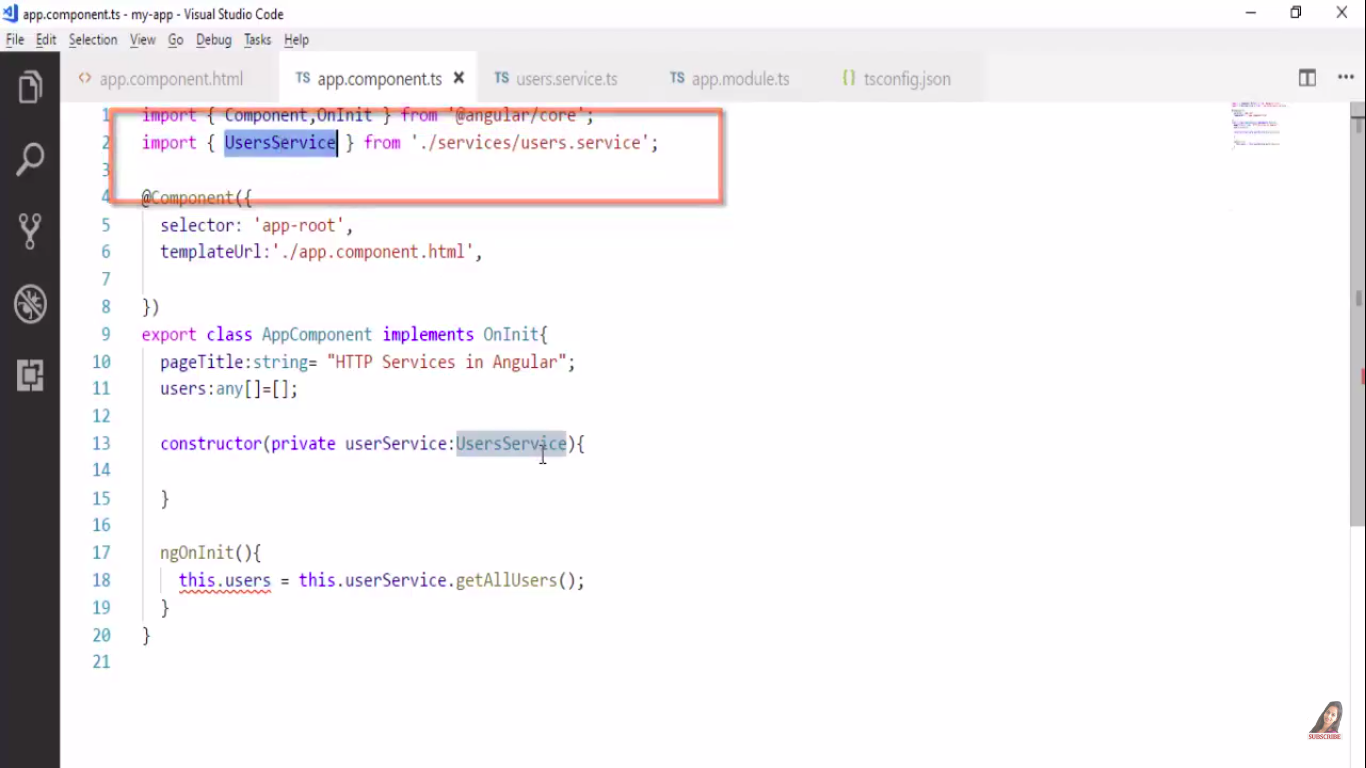 app.component.ts - my-app - Visual Studio Code
File Edit Selection View Go Debug Tasks Help
<> app.component.html TS app.component.ts × TS users.service.ts TS app.module.ts {} tsconfig.json
1 import { Component,OnInit } from '@angular/core';
2 import { UsersService } from './services/users.service';
3
4 @Component({
5 selector: 'app-root',
6 templateUrl:'./app.component.html',
7
8 })
9 export class AppComponent implements OnInit{
10 pageTitle:string= "HTTP Services in Angular";
11 users:any[]=[];
12
13 constructor(private userService:UsersService){
14
15 }
16
17 ngOnInit(){
18 this.users = this.userService.getAllUsers();
19 }
20 }
21
SUBSCRIBE